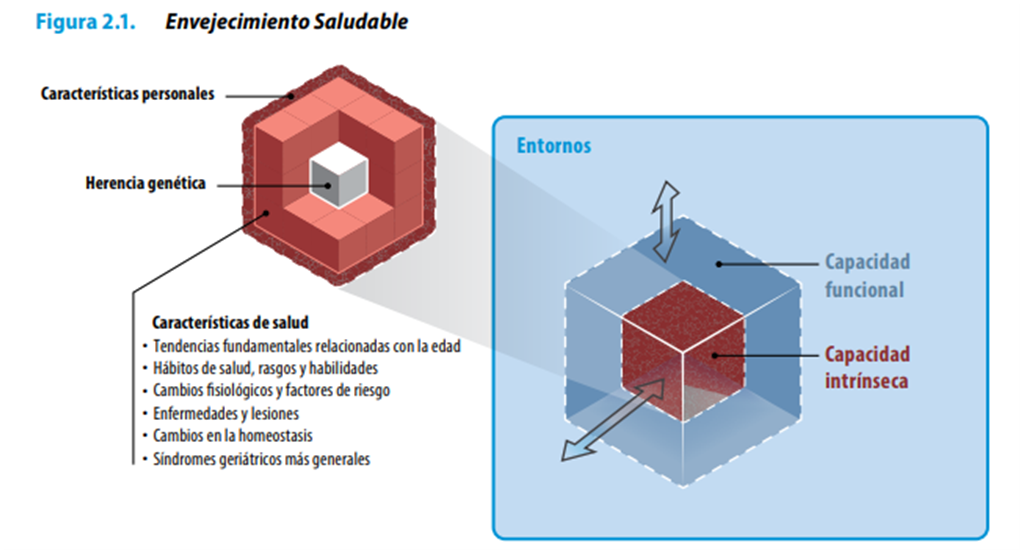 Figura 2.1. Envejecimiento Saludable
Características personales
Herencia genética
Características de salud
• Tendencias fundamentales relacionadas con la edad
• Hábitos de salud, rasgos y habilidades
• Cambios fisiológicos y factores de riesgo
• Enfermedades y lesiones
• Cambios en la homeostasis
• Síndromes geriátricos más generales
Entornos
Capacidad
funcional
Capacidad
intrínseca